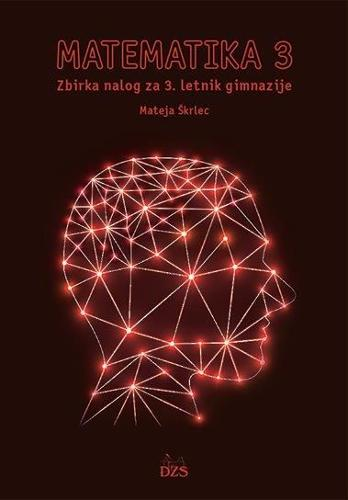 MATEMATIKA 3
Zbirka nalog za 3. letnik gimnazije
Mateja Škrlec
DZS